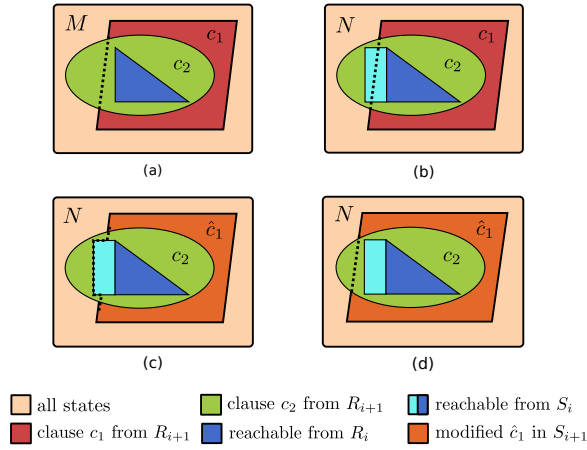 M c₁ c₂
(a)
N c₁ c₂
(b)
N ĉ₁ c₂
(c)
N ĉ₁ c₂
(d)
all states
clause c₂ from Rᵢ₊₁
reachable from Sᵢ
clause c₁ from Rᵢ₊₁
reachable from Rᵢ
modified ĉ₁ in Sᵢ₊₁